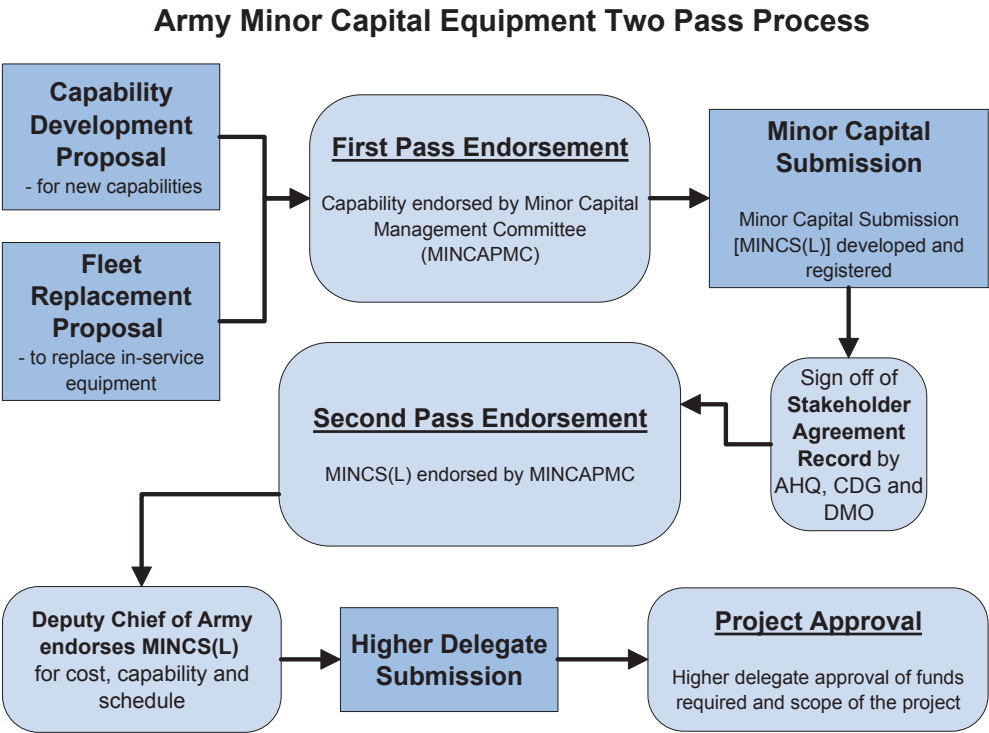 Army Minor Capital Equipment Two Pass Process
Capability
Development
Proposal
- for new capabilities
Fleet
Replacement
Proposal
- to replace in-service
equipment
First Pass Endorsement
Capability endorsed by Minor Capital
Management Committee
(MINCAPMC)
Minor Capital
Submission
Minor Capital Submission
[MINCS(L)] developed and
registered
Sign off of
Stakeholder
Agreement
Record by
AHQ, CDG and
DMO
Second Pass Endorsement
MINCS(L) endorsed by MINCAPMC
Deputy Chief of Army
endorses MINCS(L)
for cost, capability and
schedule
Higher Delegate
Submission
Project Approval
Higher delegate approval of funds
required and scope of the project